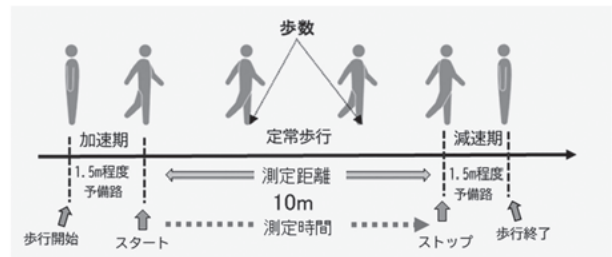 歩数
加速期
定常歩行
減速期
1.5m程度
予備路
測定距離
10m
測定時間
1.5m程度
予備路
歩行開始
スタート
ストップ
歩行終了